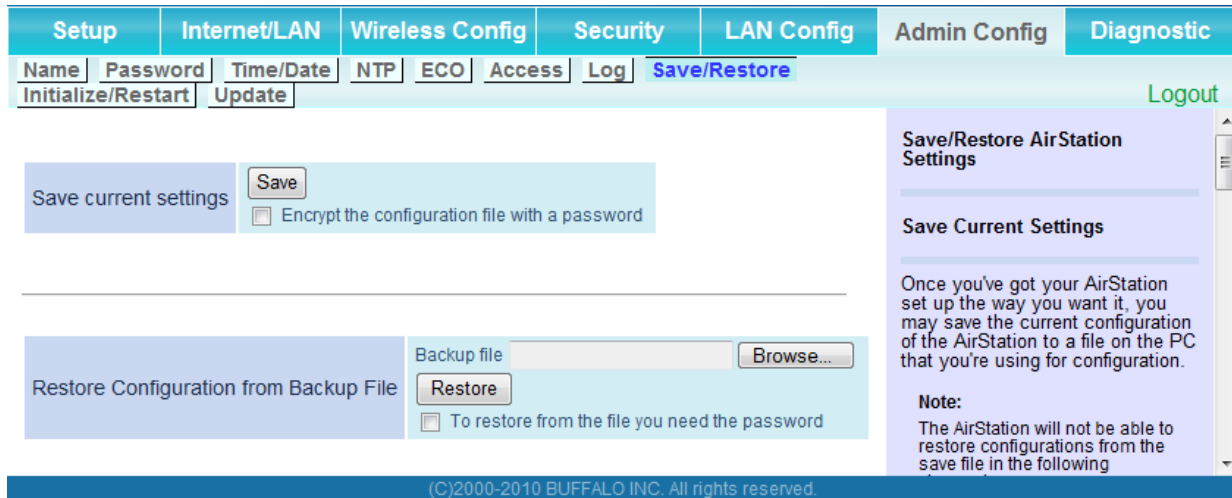 Setup Internet/LAN Wireless Config Security LAN Config Admin Config Diagnostic
Name Password Time/Date NTP ECO Access Log Save/Restore
Initialize/Restart Update
Logout
Save current settings
Save
Encrypt the configuration file with a password
Restore Configuration from Backup File
Backup file Browse...
Restore
To restore from the file you need the password
Save/Restore AirStation
Settings
Save Current Settings
Once you've got your AirStation
set up the way you want it, you
may save the current configuration
of the AirStation to a file on the PC
that you're using for configuration.
Note:
The AirStation will not be able to
restore configurations from the
save file in the following
(C)2000-2010 BUFFALO INC. All rights reserved.